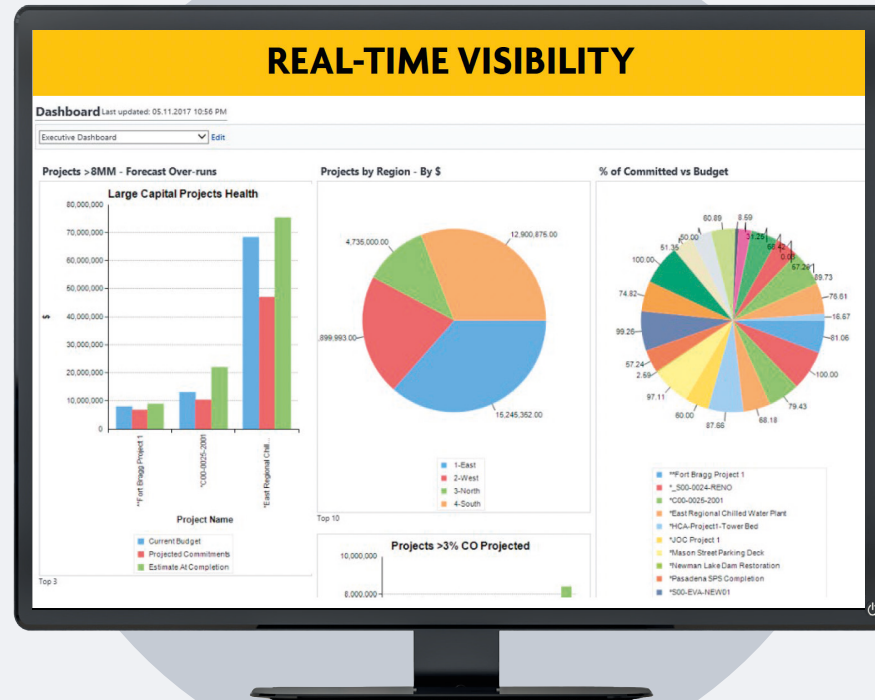 REAL-TIME VISIBILITY
Dashboard Last updated: 05.11.2017 10:56 PM
Executive Dashboard Edit
Projects >8MM - Forecast Over-runs
Large Capital Projects Health
80,000,000
70,000,000
60,000,000
50,000,000
40,000,000
30,000,000
20,000,000
10,000,000
0
$
**Fort Bragg Project 1
*C00-0025-2001
*East Regional Chill...
Project Name
Current Budget
Projected Commitments
Estimate At Completion
Top 3
Projects by Region - By $
12,900,876.00
4,735,000.00
,899,993.00
15,245,352.00
1-East
2-West
3-North
4-South
Top 10
Projects >3% CO Projected
10,000,000
8,000,000
% of Committed vs Budget
60.89
8.59
50.00
31.25
51.35
100.00
67.29
89.73
74.82
76.61
16.67
99.26
81.06
57.24
2.59
100.00
97.11
79.43
60.00
68.18
87.66
**Fort Bragg Project 1
*_S00-0024-RENO
*C00-0025-2001
*East Regional Chilled Water Plant
*HCA-Project1-Tower Bed
*JOC Project 1
*Mason Street Parking Deck
*Newman Lake Dam Restoration
*Pasadena SPS Completion
*S00-EVA-NEW01